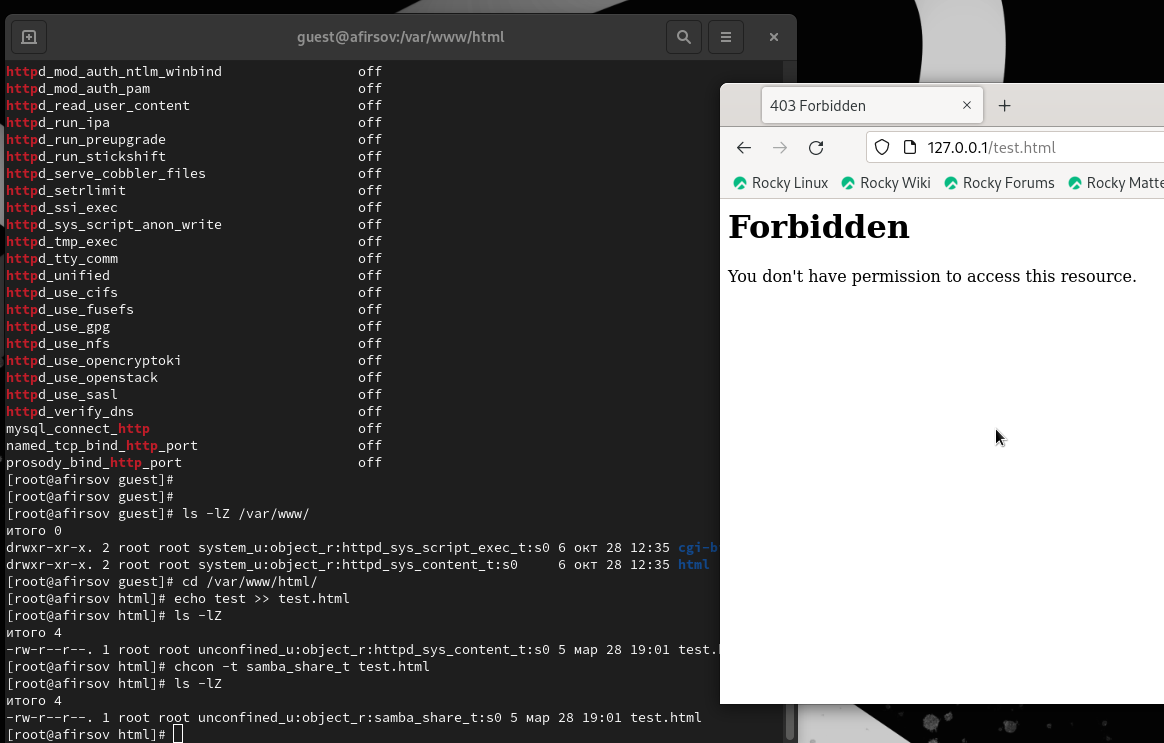 guest@afirsov:/var/www/html
httpd_mod_auth_ntlm_winbind off
httpd_mod_auth_pam off
httpd_read_user_content off
httpd_run_ipa off
httpd_run_preupgrade off
httpd_run_stickshift off
httpd_serve_cobbler_files off
httpd_setrlimit off
httpd_ssi_exec off
httpd_sys_script_anon_write off
httpd_tmp_exec off
httpd_tty_comm off
httpd_unified off
httpd_use_cifs off
httpd_use_fusefs off
httpd_use_gpg off
httpd_use_nfs off
httpd_use_opencryptoki off
httpd_use_openstack off
httpd_use_sasl off
httpd_verify_dns off
mysql_connect_http off
named_tcp_bind_http_port off
prosody_bind_http_port off
[root@afirsov guest]#
[root@afirsov guest]#
[root@afirsov guest]# ls -lZ /var/www/
итого 0
drwxr-xr-x. 2 root root system_u:object_r:httpd_sys_script_exec_t:s0 6 окт 28 12:35 cgi-b
drwxr-xr-x. 2 root root system_u:object_r:httpd_sys_content_t:s0 6 окт 28 12:35 html
[root@afirsov guest]# cd /var/www/html/
[root@afirsov html]# echo test >> test.html
[root@afirsov html]# ls -lZ
итого 4
-rw-r--r--. 1 root root unconfined_u:object_r:httpd_sys_content_t:s0 5 мар 28 19:01 test.h
[root@afirsov html]# chcon -t samba_share_t test.html
[root@afirsov html]# ls -lZ
итого 4
-rw-r--r--. 1 root root unconfined_u:object_r:samba_share_t:s0 5 мар 28 19:01 test.html
[root@afirsov html]#
403 Forbidden
127.0.0.1/test.html
Rocky Linux Rocky Wiki Rocky Forums Rocky Matte
Forbidden
You don't have permission to access this resource.